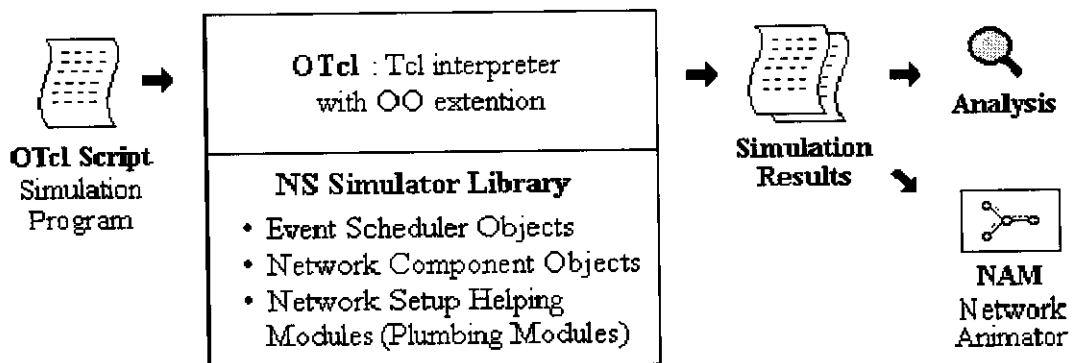 OTcl Script
Simulation
Program
OTcl : Tcl interpreter
with OO extention
NS Simulator Library
• Event Scheduler Objects
• Network Component Objects
• Network Setup Helping
Modules (Plumbing Modules)
Simulation
Results
Analysis
NAM
Network
Animator